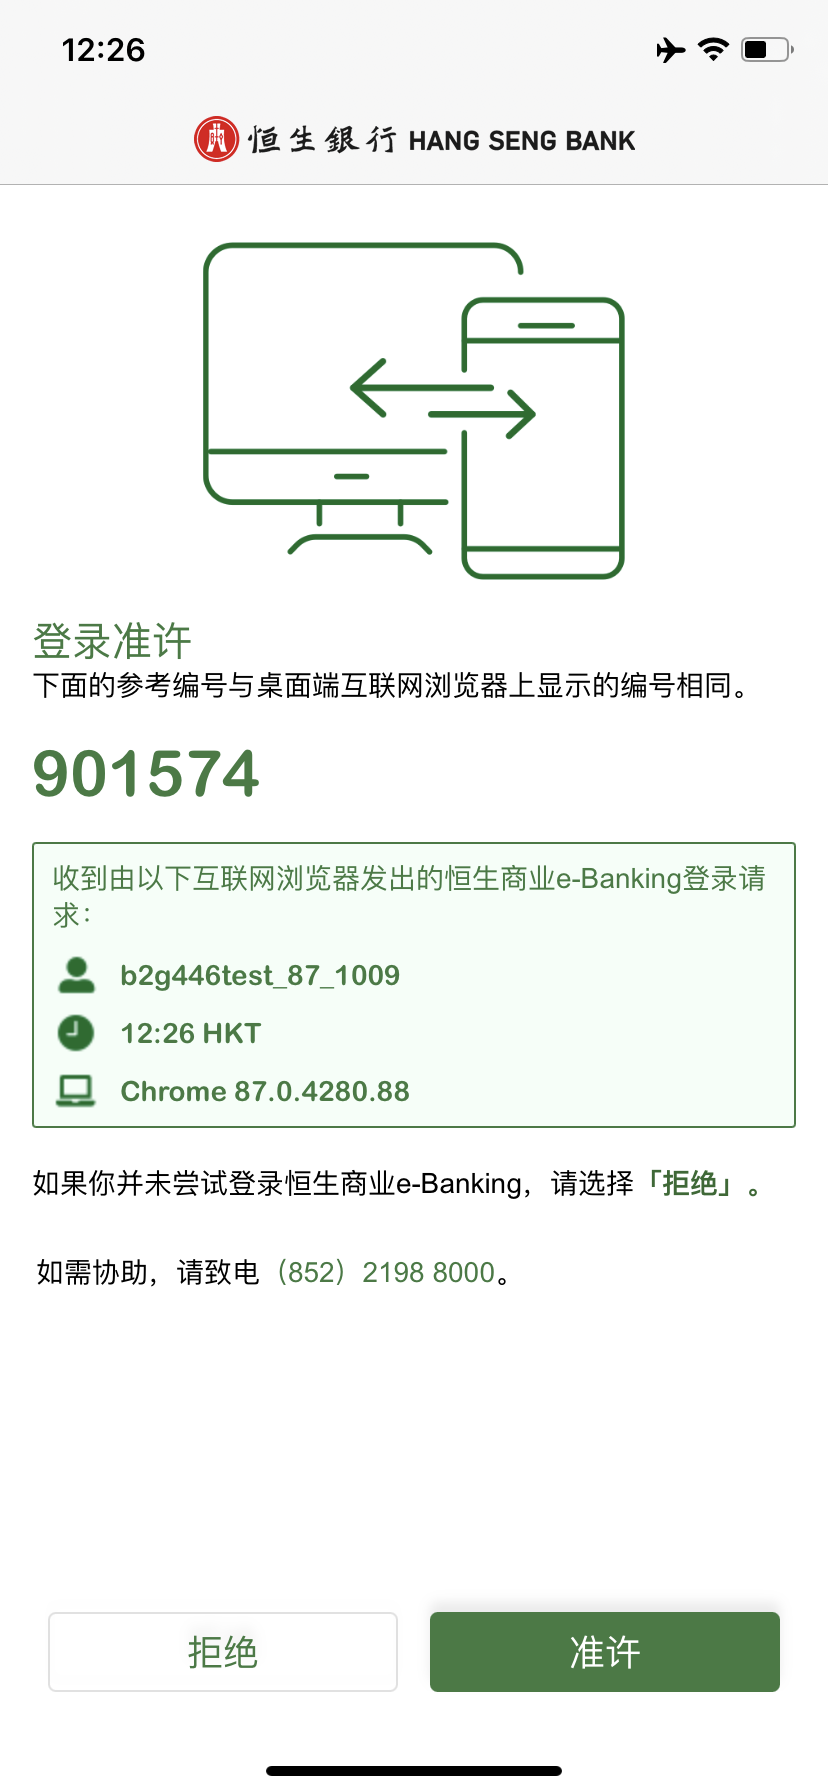 12:26
恒生銀行 HANG SENG BANK
登录准许
下面的参考编号与桌面端互联网浏览器上显示的编号相同。
901574
收到由以下互联网浏览器发出的恒生商业e-Banking登录请
求：
b2g446test_87_1009
12:26 HKT
Chrome 87.0.4280.88
如果你并未尝试登录恒生商业e-Banking，请选择「拒绝」。
如需协助，请致电（852）2198 8000。
拒绝 准许